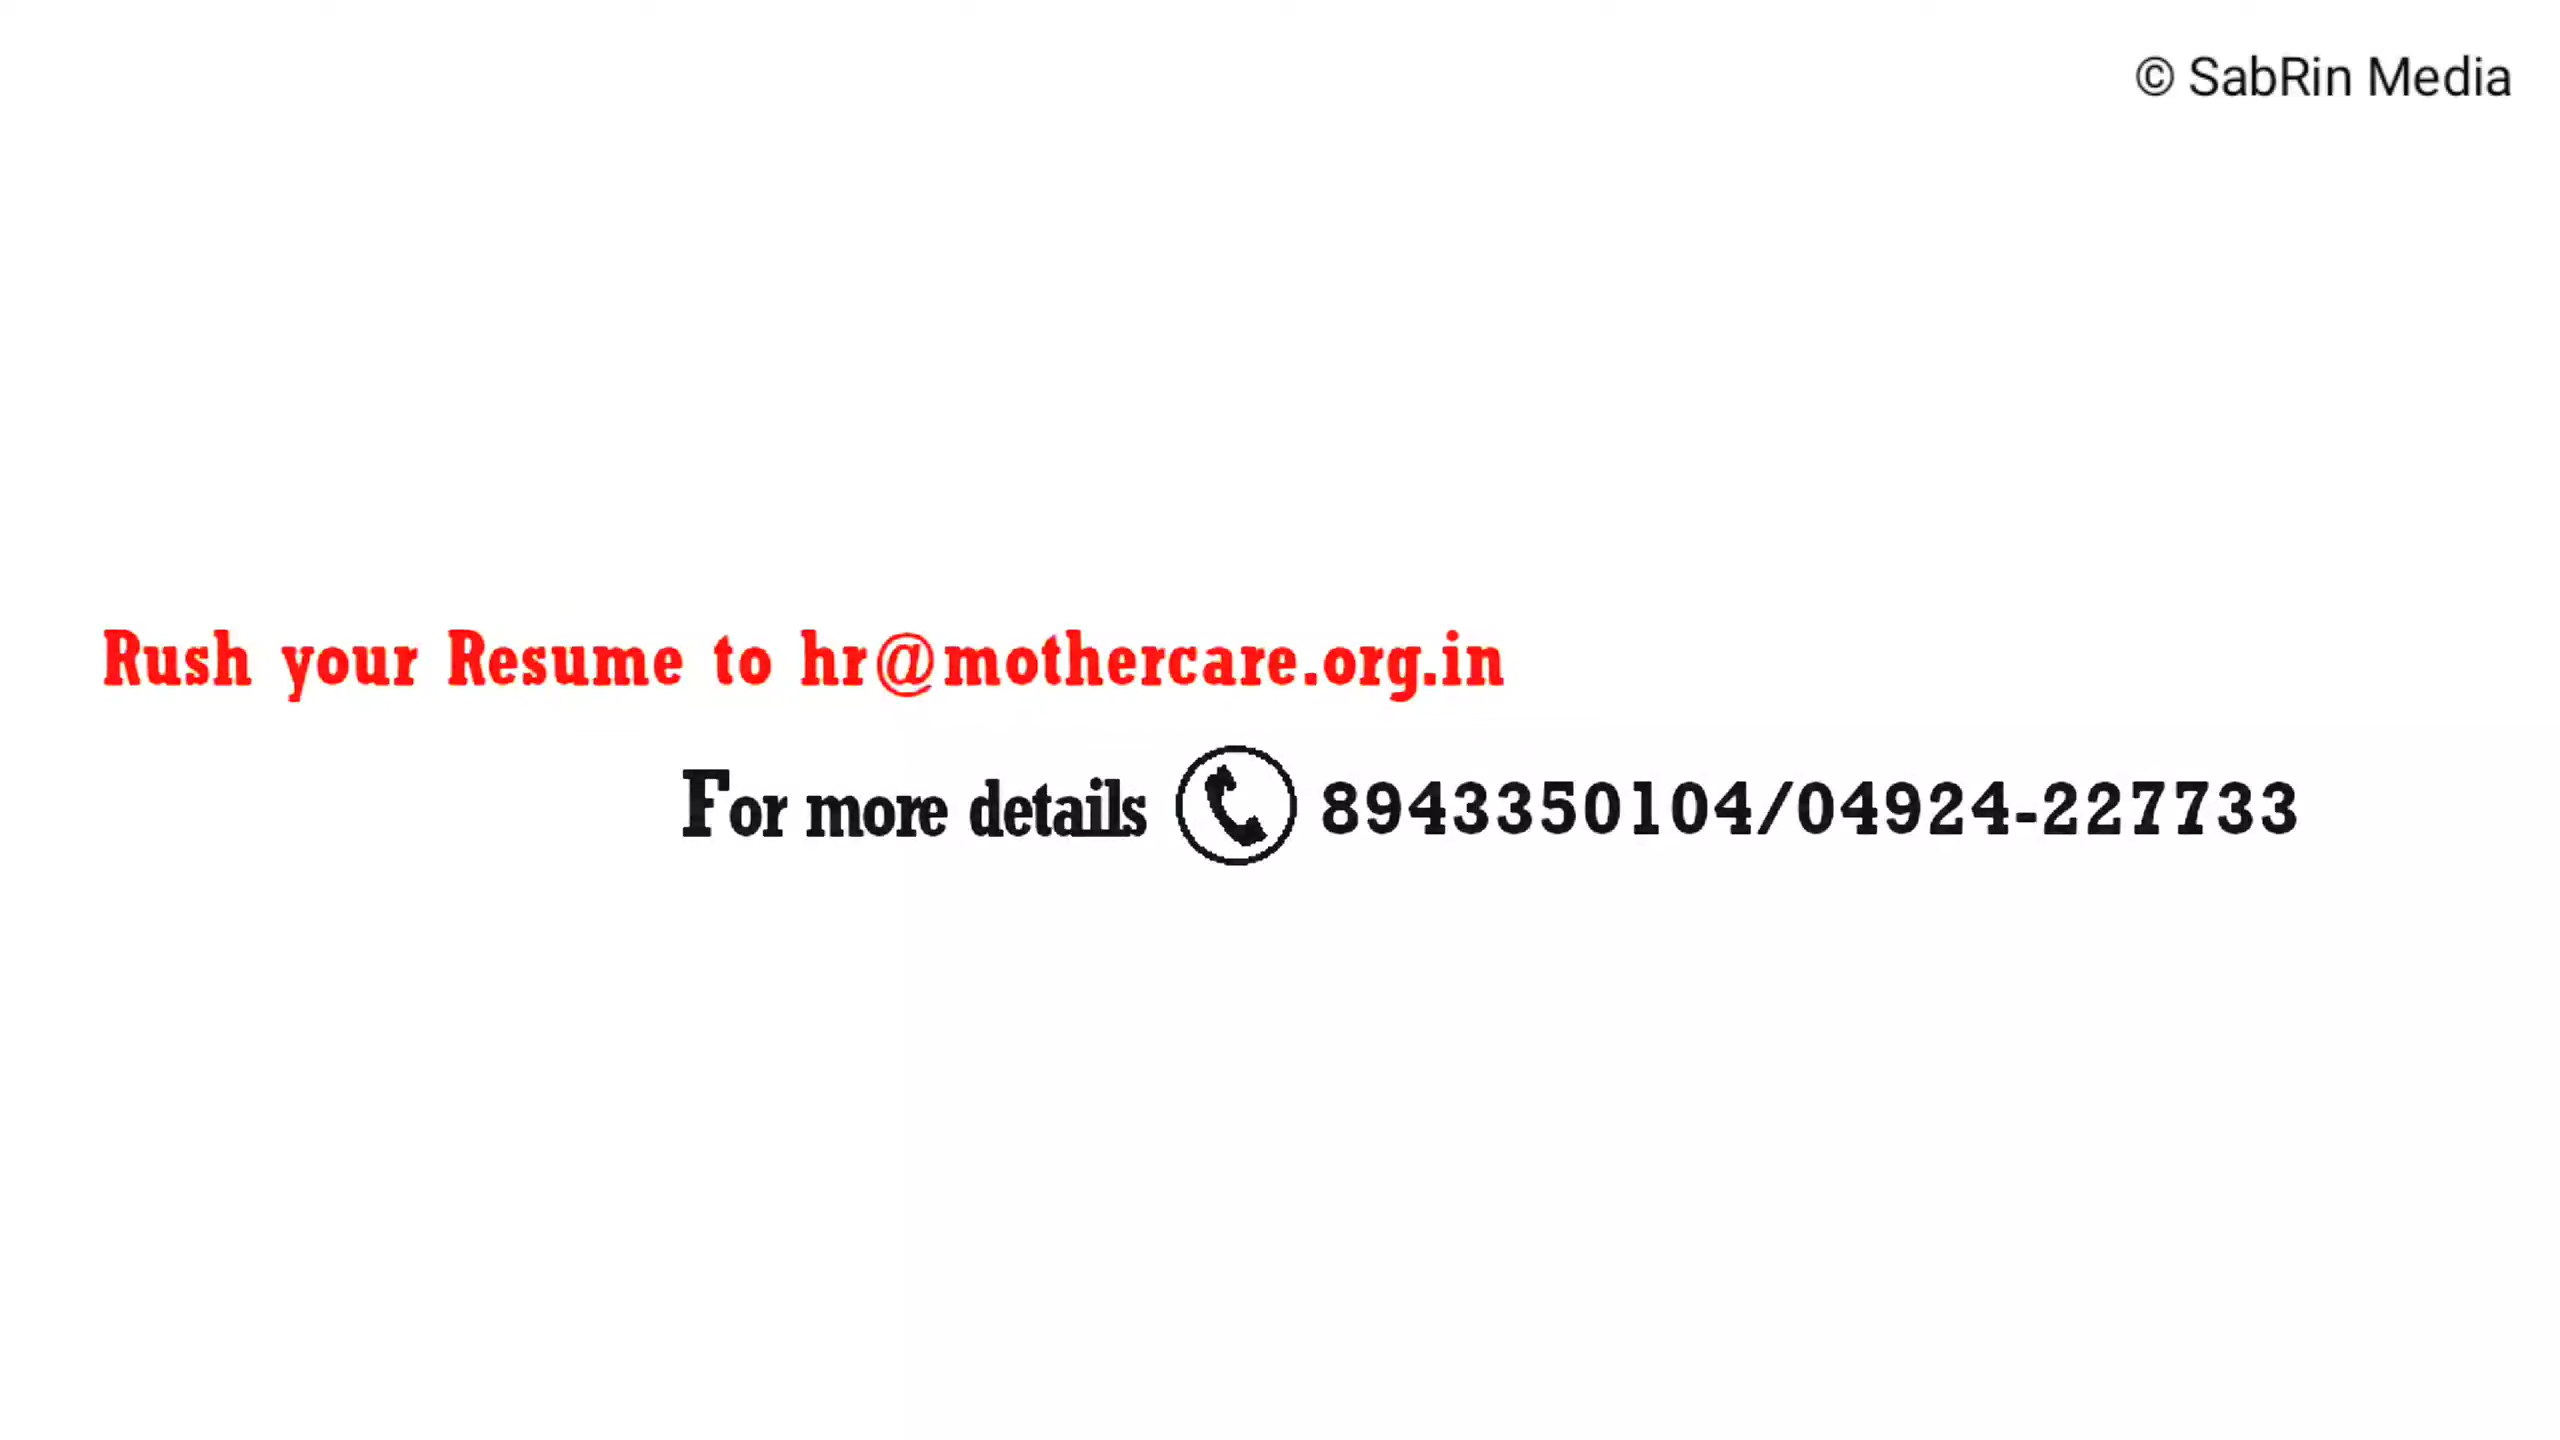 © SabRin Media
Rush your Resume to hr@mothercare.org.in
For more details 8943350104/04924-227733